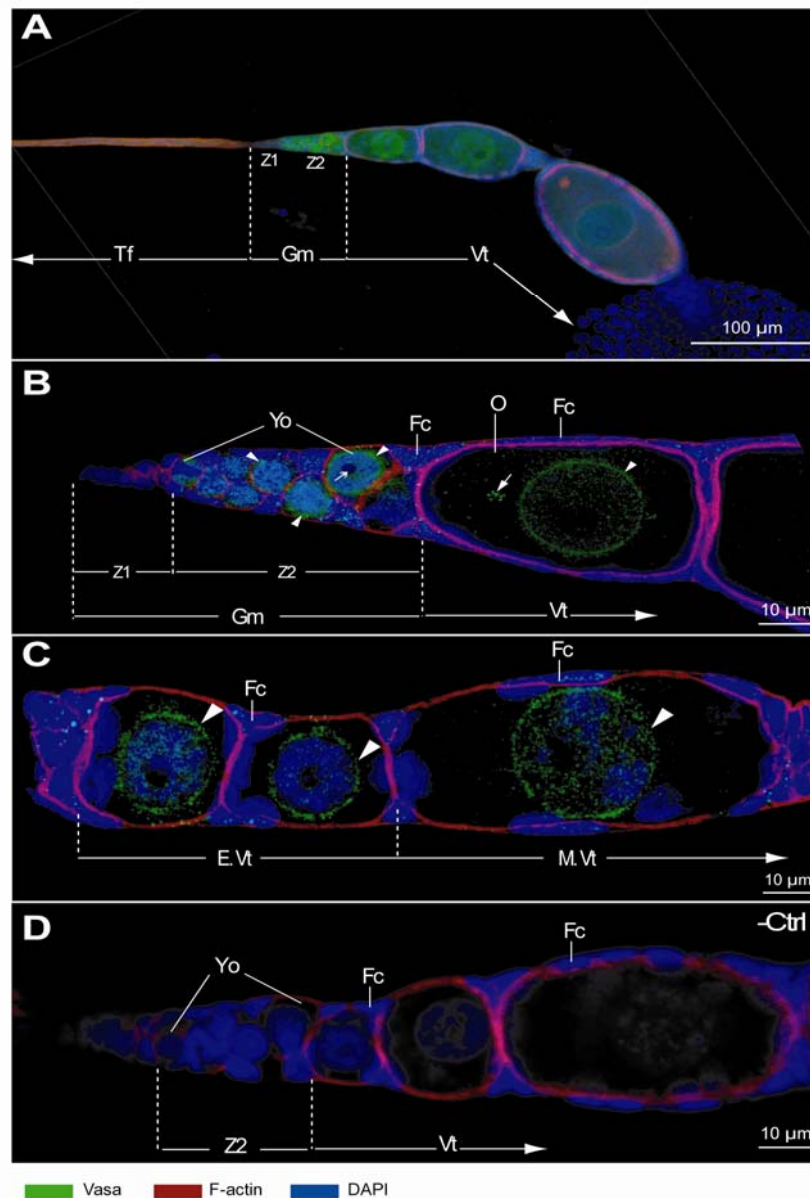 A
Z1
Z2
Tf
Gm
Vt
100 µm
B
Yo
Fc
O
Fc
Z1
Z2
Gm
Vt
10 µm
C
Fc
Fc
E.Vt
M.Vt
10 µm
D
-Ctrl
Yo
Fc
Fc
Z2
Vt
10 µm
Vasa
F-actin
DAPI